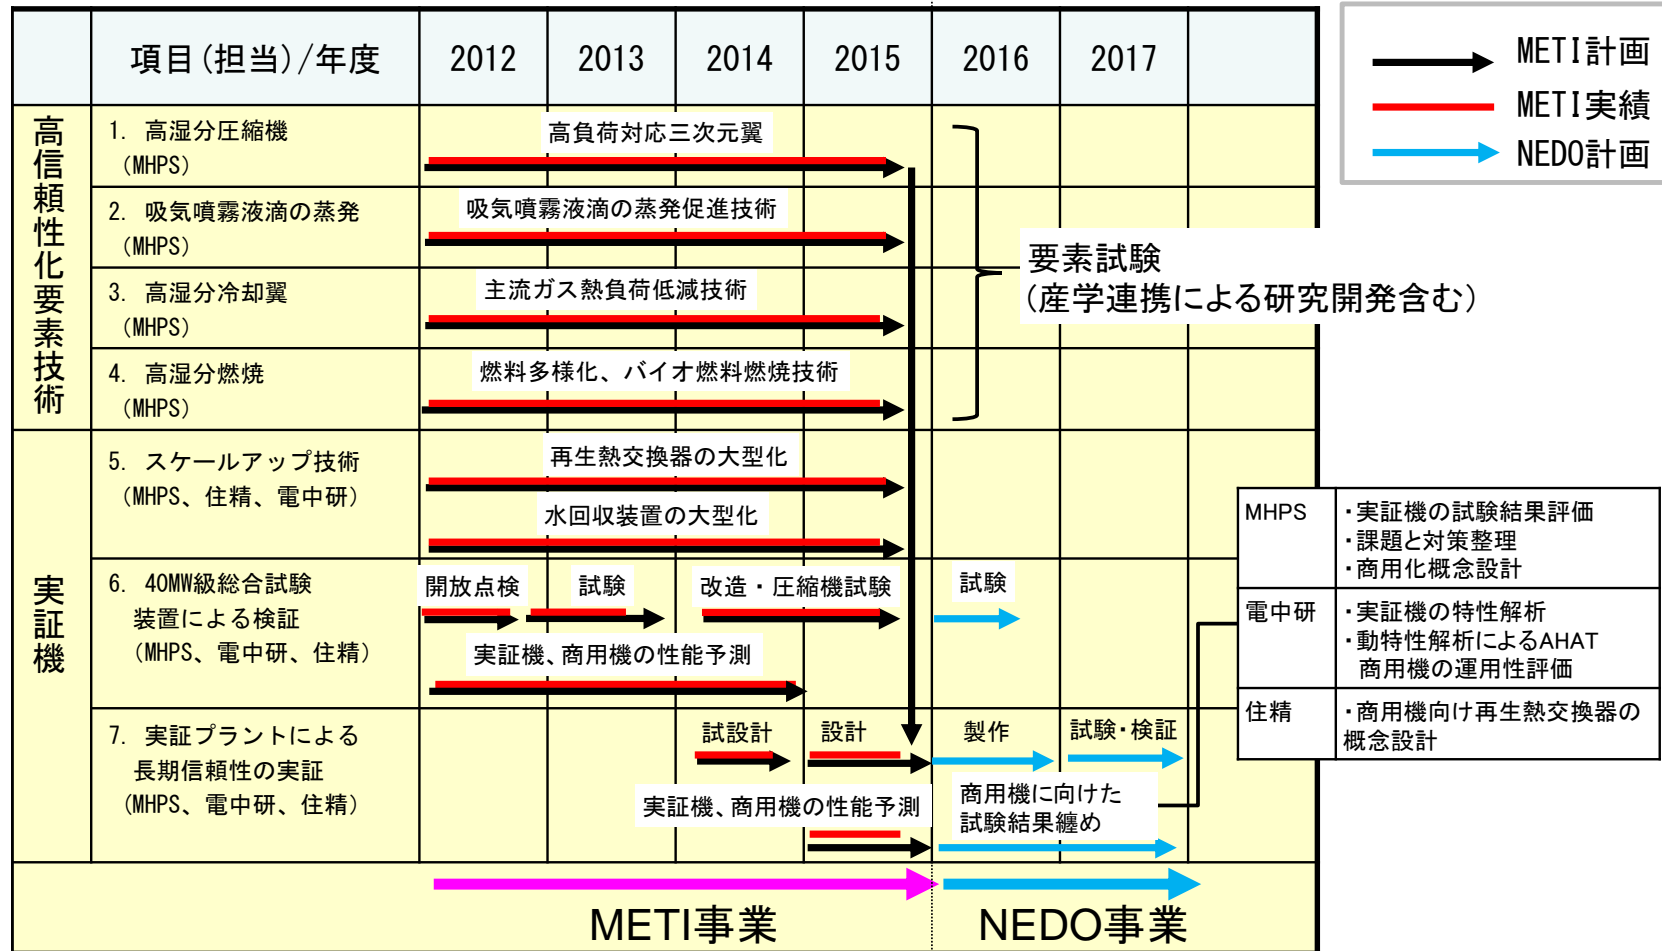 項目(担当)/年度
2012
2013
2014
2015
2016
2017
METI計画
METI実績
NEDO計画
高信頼性化要素技術
1. 高湿分圧縮機
(MHPS)
高負荷対応三次元翼
2. 吸気噴霧液滴の蒸発
(MHPS)
吸気噴霧液滴の蒸発促進技術
3. 高湿分冷却翼
(MHPS)
主流ガス熱負荷低減技術
4. 高湿分燃焼
(MHPS)
燃料多様化、バイオ燃料燃焼技術
要素試験
(産学連携による研究開発含む)
実証機
5. スケールアップ技術
(MHPS、住精、電中研)
再生熱交換器の大型化
水回収装置の大型化
6. 40MW級総合試験
装置による検証
(MHPS、電中研、住精)
開放点検
試験
改造・圧縮機試験
試験
実証機、商用機の性能予測
7. 実証プラントによる
長期信頼性の実証
(MHPS、電中研、住精)
試設計
設計
製作
試験・検証
実証機、商用機の性能予測
商用機に向けた
試験結果纏め
MHPS
・実証機の試験結果評価
・課題と対策整理
・商用化概念設計
電中研
・実証機の特性解析
・動特性解析によるAHAT
商用機の運用性評価
住精
・商用機向け再生熱交換器の
概念設計
METI事業
NEDO事業